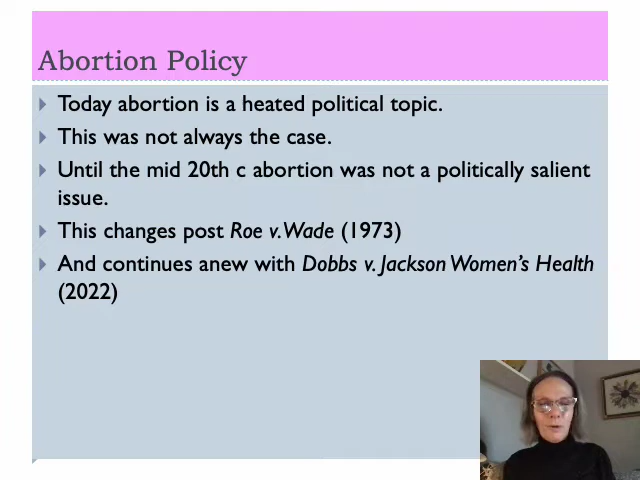 Abortion Policy
Today abortion is a heated political topic.
This was not always the case.
Until the mid 20th c abortion was not a politically salient
issue.
This changes post Roe v. Wade (1973)
And continues anew with Dobbs v. Jackson Women's Health
(2022)